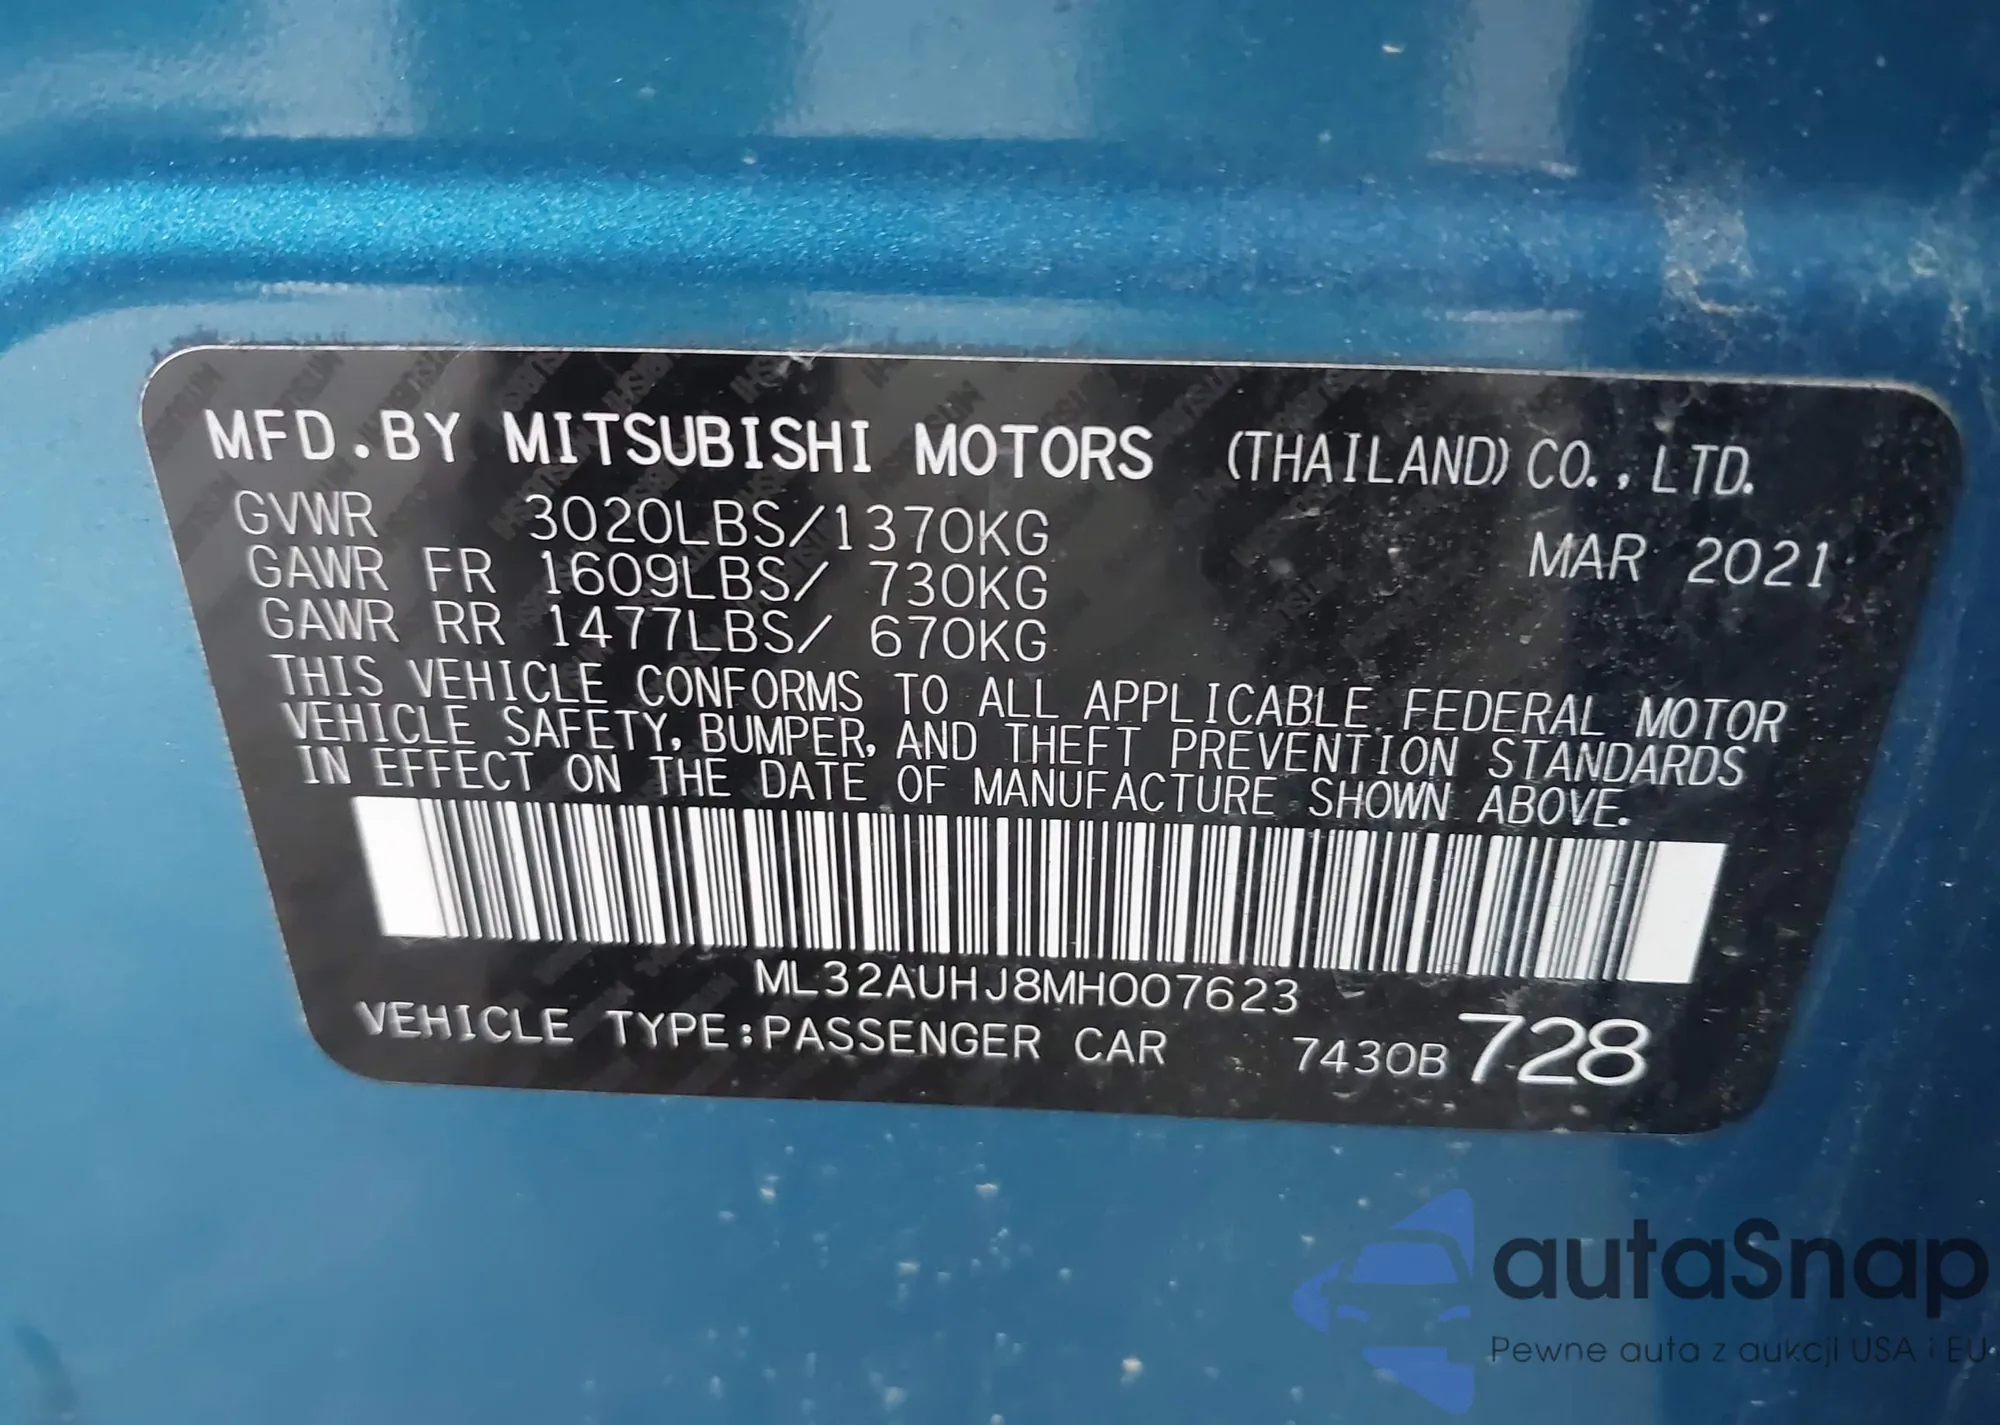 MFD.BY MITSUBISHI MOTORS (THAILAND) CO., LTD.
GVWR 3020LBS/1370KG MAR 2021
GAWR FR 1609LBS/ 730KG
GAWR RR 1477LBS/ 670KG
THIS VEHICLE CONFORMS TO ALL APPLICABLE FEDERAL MOTOR
VEHICLE SAFETY, BUMPER, AND THEFT PREVENTION STANDARDS
IN EFFECT ON THE DATE OF MANUFACTURE SHOWN ABOVE.
ML32AUHJ8MH007623
VEHICLE TYPE:PASSENGER CAR 7430B 728
autaSnap
Pewne auta z aukcji USA i EU